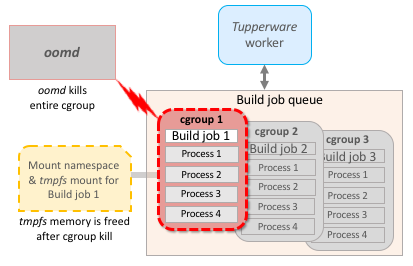 oomd
oomd kills
entire cgroup
Tupperware
worker
Build job queue
cgroup 1
Build job 1
Process 1
Process 2
Process 3
Process 4
cgroup 2
Build job 2
Process 1
Process 2
Process 3
Process 4
cgroup 3
Build job 3
Process 1
Process 2
Process 3
Process 4
Mount namespace
& tmpfs mount for
Build job 1
tmpfs memory is freed
after cgroup kill